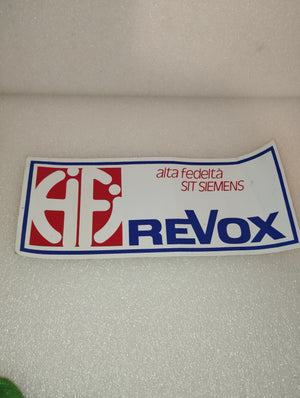 alta fedeltà
SIT SIEMENS
HiFi
REVOX